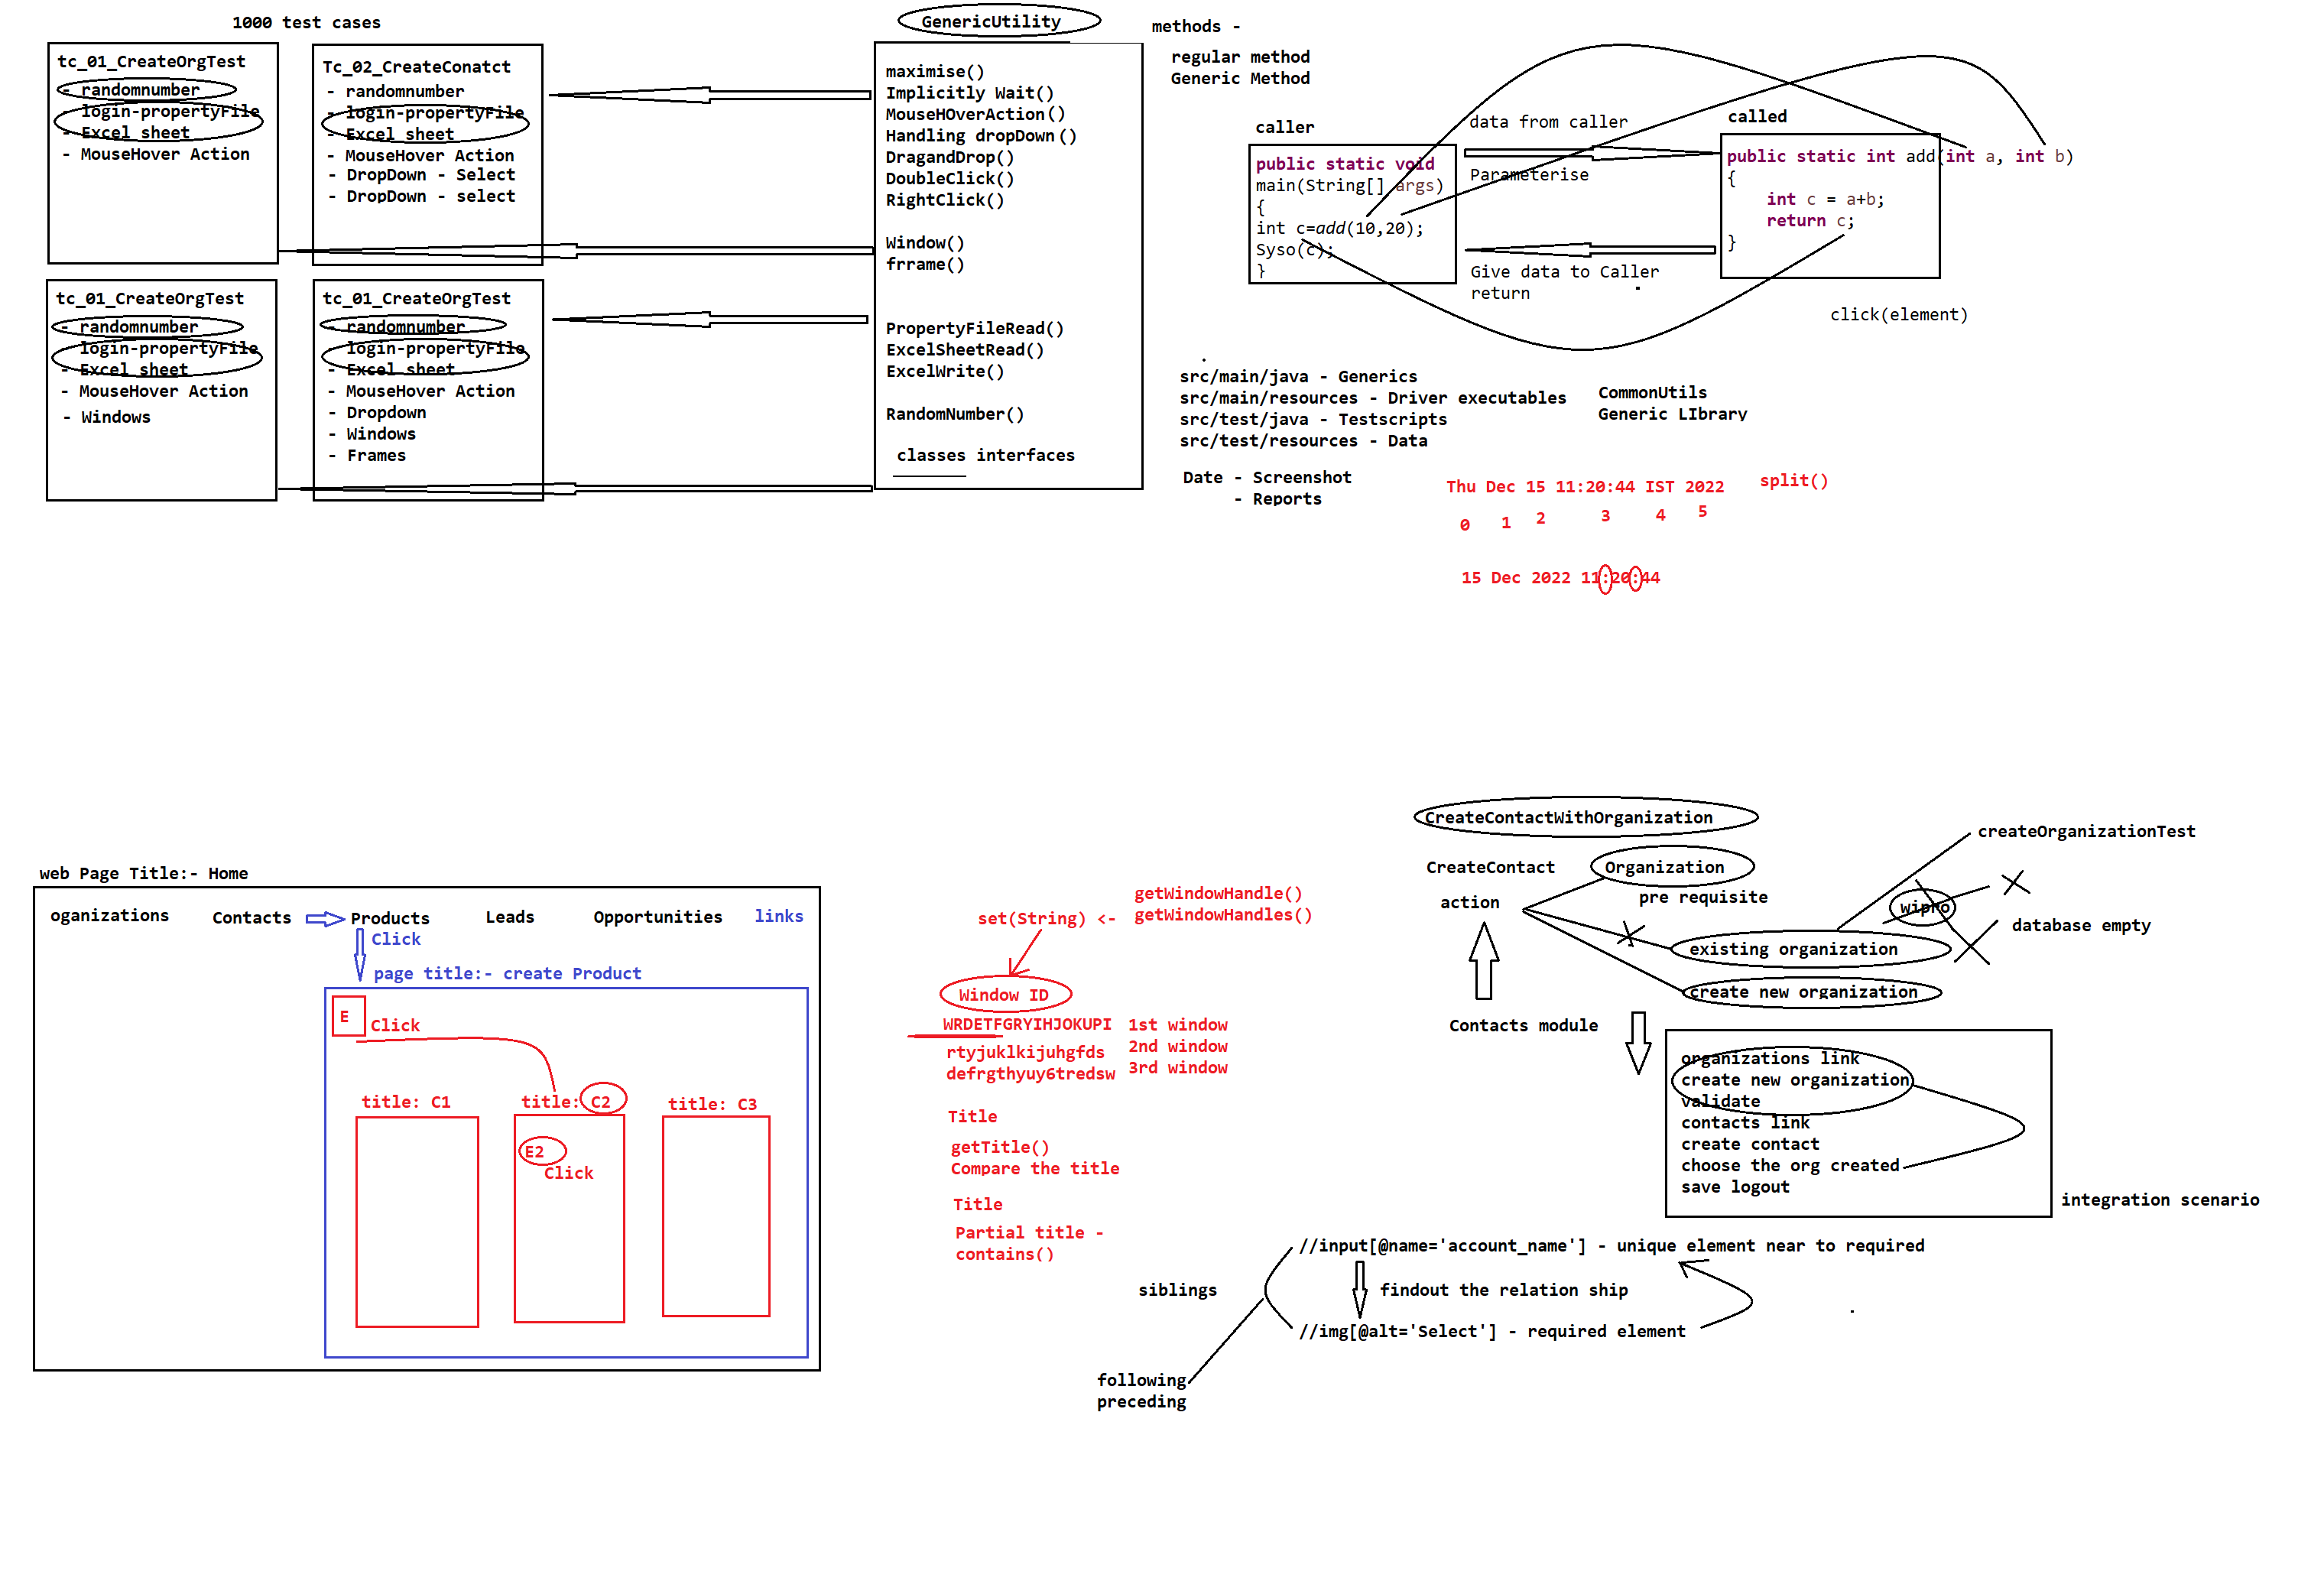 1000 test cases
tc_01_CreateOrgTest
- randomnumber
- login-propertyFile
- Excel sheet
- MouseHover Action
Tc_02_CreateConatct
- randomnumber
- login-propertyFile
- Excel sheet
- MouseHover Action
- DropDown - Select
- DropDown - select
tc_01_CreateOrgTest
- randomnumber
- login-propertyFile
- Excel sheet
- MouseHover Action
- Windows
tc_01_CreateOrgTest
- randomnumber
- login-propertyFile
- Excel sheet
- MouseHover Action
- Dropdown
- Windows
- Frames
GenericUtility
maximise()
Implicitly Wait()
MouseHOverAction()
Handling dropDown()
DragandDrop()
DoubleClick()
RightClick()
Window()
frrame()
PropertyFileRead()
ExcelSheetRead()
ExcelWrite()
RandomNumber()
classes interfaces
methods -
regular method
Generic Method
caller
public static void
main(String[] args)
{
int c=add(10,20);
Syso(c);
}
data from caller
Parameterise
Give data to Caller
return
called
public static int add(int a, int b)
{
int c = a+b;
return c;
}
click(element)
src/main/java - Generics
src/main/resources - Driver executables
src/test/java - Testscripts
src/test/resources - Data
CommonUtils
Generic LIbrary
Date - Screenshot
- Reports
Thu Dec 15 11:20:44 IST 2022
split()
0 1 2 3 4 5
15 Dec 2022 11:20:44
web Page Title:- Home
oganizations Contacts Products Leads Opportunities links
Click
page title:- create Product
E
Click
title: C1
title: C2
title: C3
E2
Click
getWindowHandle()
getWindowHandles()
set(String) <-
Window ID
WRDETFGRYIHJOKUPI 1st window
rtyjuklkijuhgfds 2nd window
defrgthyuy6tredsw 3rd window
Title
getTitle()
Compare the title
Title
Partial title -
contains()
CreateContactWithOrganization
CreateContact Organization
action
pre requisite
createOrganizationTest
wipro
database empty
existing organization
create new organization
Contacts module
organizations link
create new organization
validate
contacts link
create contact
choose the org created
save logout
integration scenario
//input[@name='account_name'] - unique element near to required
siblings
findout the relation ship
//img[@alt='Select'] - required element
following
preceding